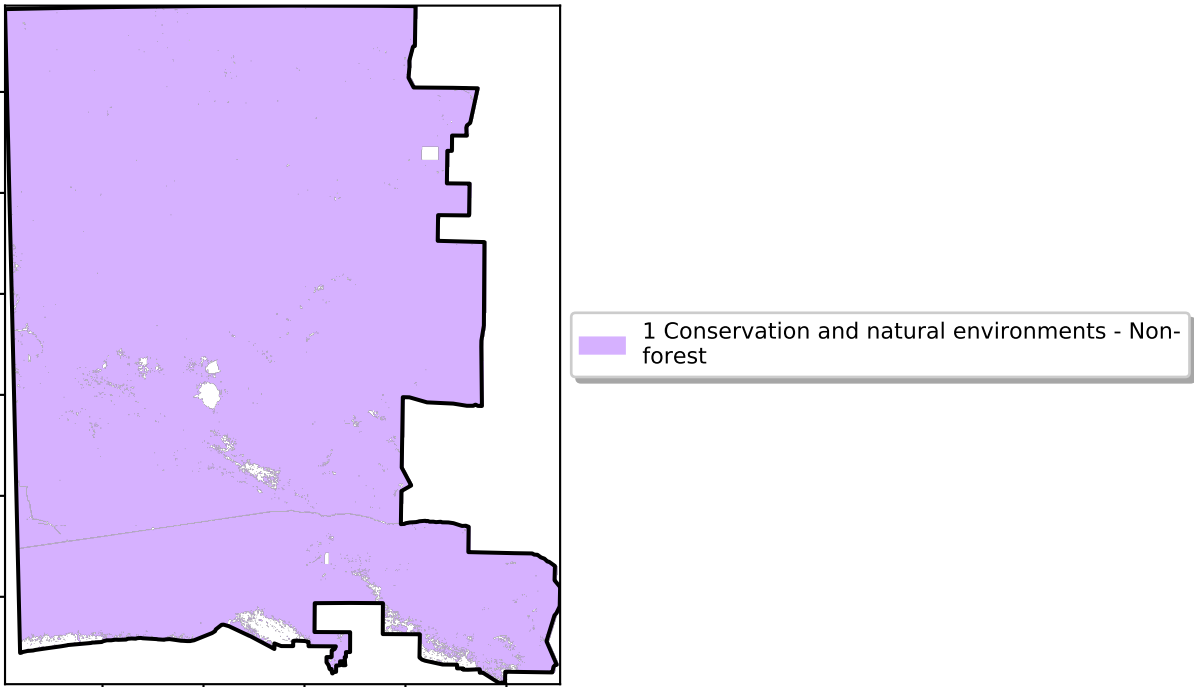 1 Conservation and natural environments - Non-
forest